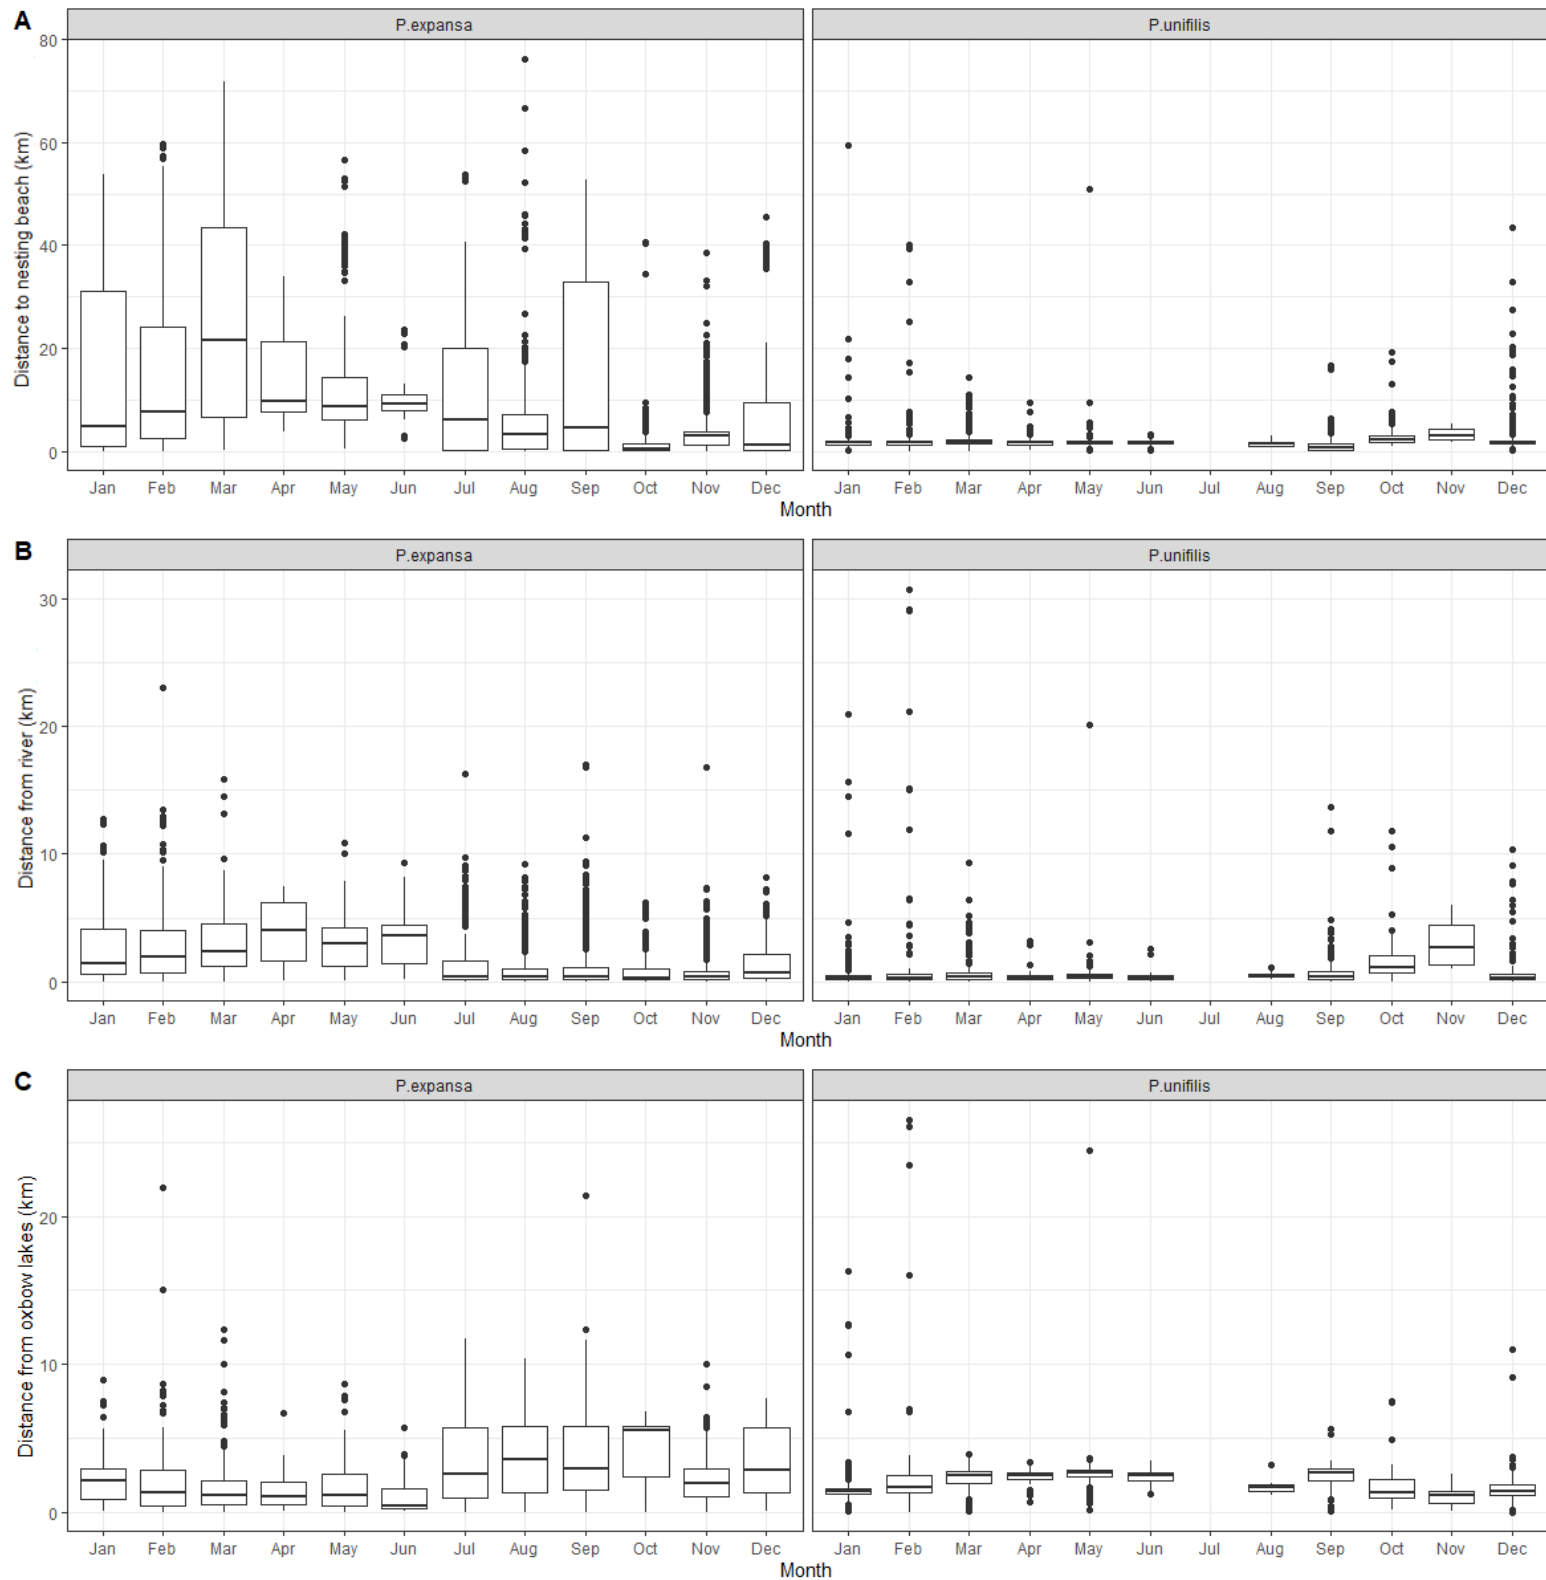 A
P.expansa
P.unifilis
Distance to nesting beach (km)
80
60
40
20
0
Jan Feb Mar Apr May Jun Jul Aug Sep Oct Nov Dec
Jan Feb Mar Apr May Jun Jul Aug Sep Oct Nov Dec
Month
B
P.expansa
P.unifilis
Distance from river (km)
30
20
10
0
Jan Feb Mar Apr May Jun Jul Aug Sep Oct Nov Dec
Jan Feb Mar Apr May Jun Jul Aug Sep Oct Nov Dec
Month
C
P.expansa
P.unifilis
Distance from oxbow lakes (km)
20
10
0
Jan Feb Mar Apr May Jun Jul Aug Sep Oct Nov Dec
Jan Feb Mar Apr May Jun Jul Aug Sep Oct Nov Dec
Month